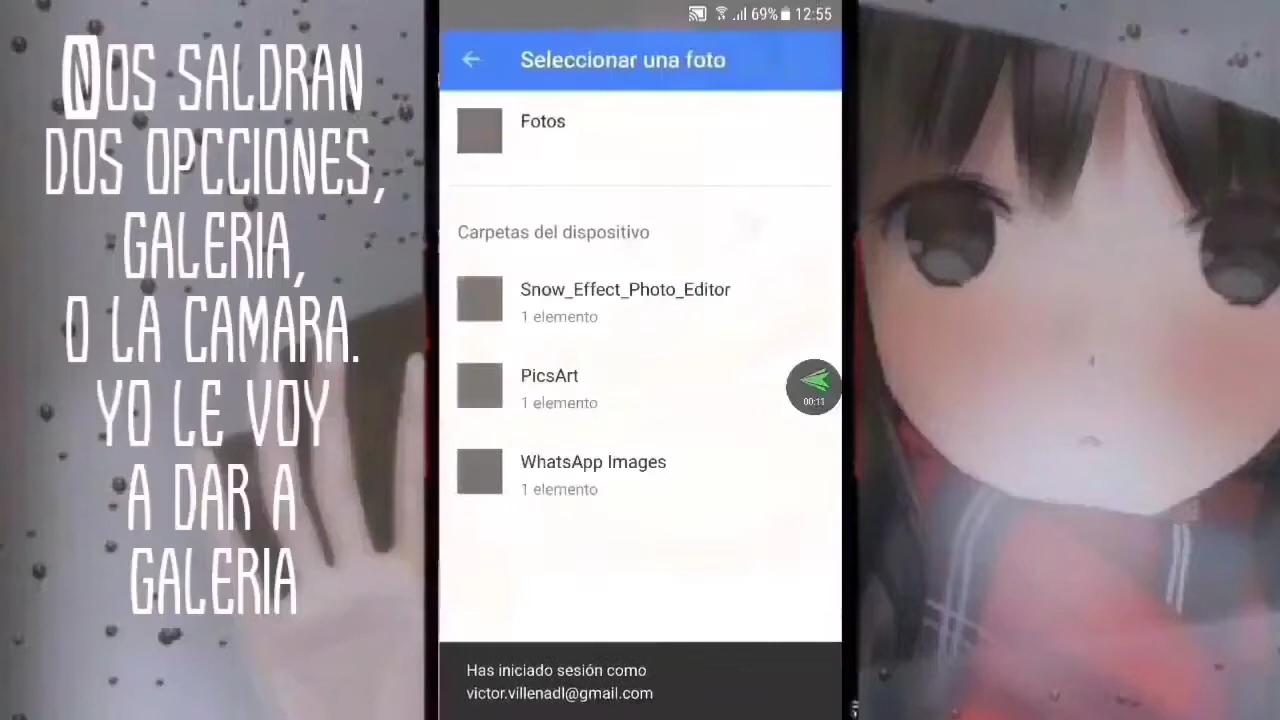 NOS SALDRAN
DOS OPCCIONES,
GALERIA,
O LA CAMARA.
YO LE VOY
A DAR A
GALERIA
69% 12:55
Seleccionar una foto
Fotos
Carpetas del dispositivo
Snow_Effect_Photo_Editor
1 elemento
PicsArt
1 elemento
00:11
WhatsApp Images
1 elemento
Has iniciado sesión como
victor.villenadl@gmail.com